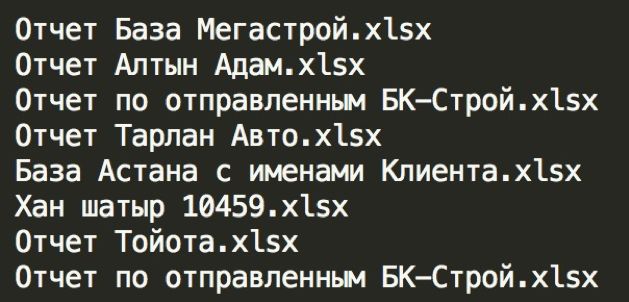 Отчет База Мегастрой.xlsx
Отчет Алтын Адам.xlsx
Отчет по отправленным БК-Строй.xlsx
Отчет Тарлан Авто.xlsx
База Астана с именами Клиента.xlsx
Хан шатыр 10459.xlsx
Отчет Тойота.xlsx
Отчет по отправленным БК-Строй.xlsx